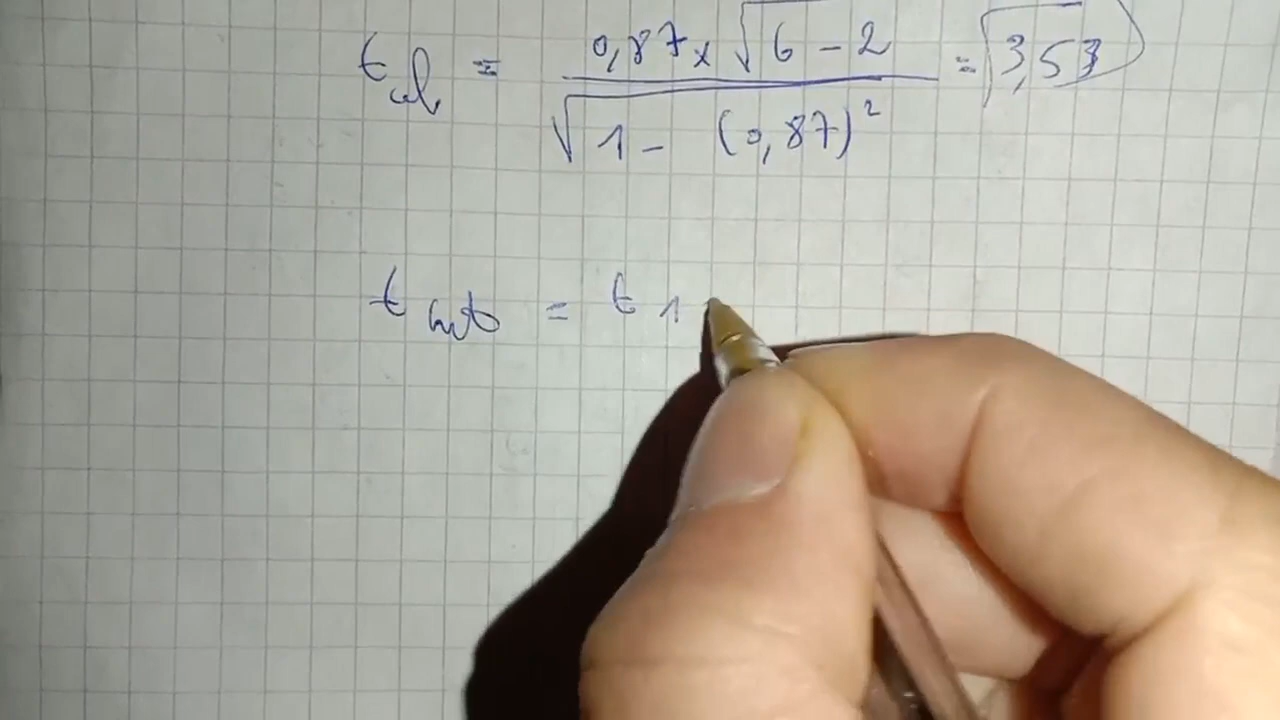 t cal = 0,87 x √6 - 2 / √1 - (0,87)² = 3,53
t crit = t 1